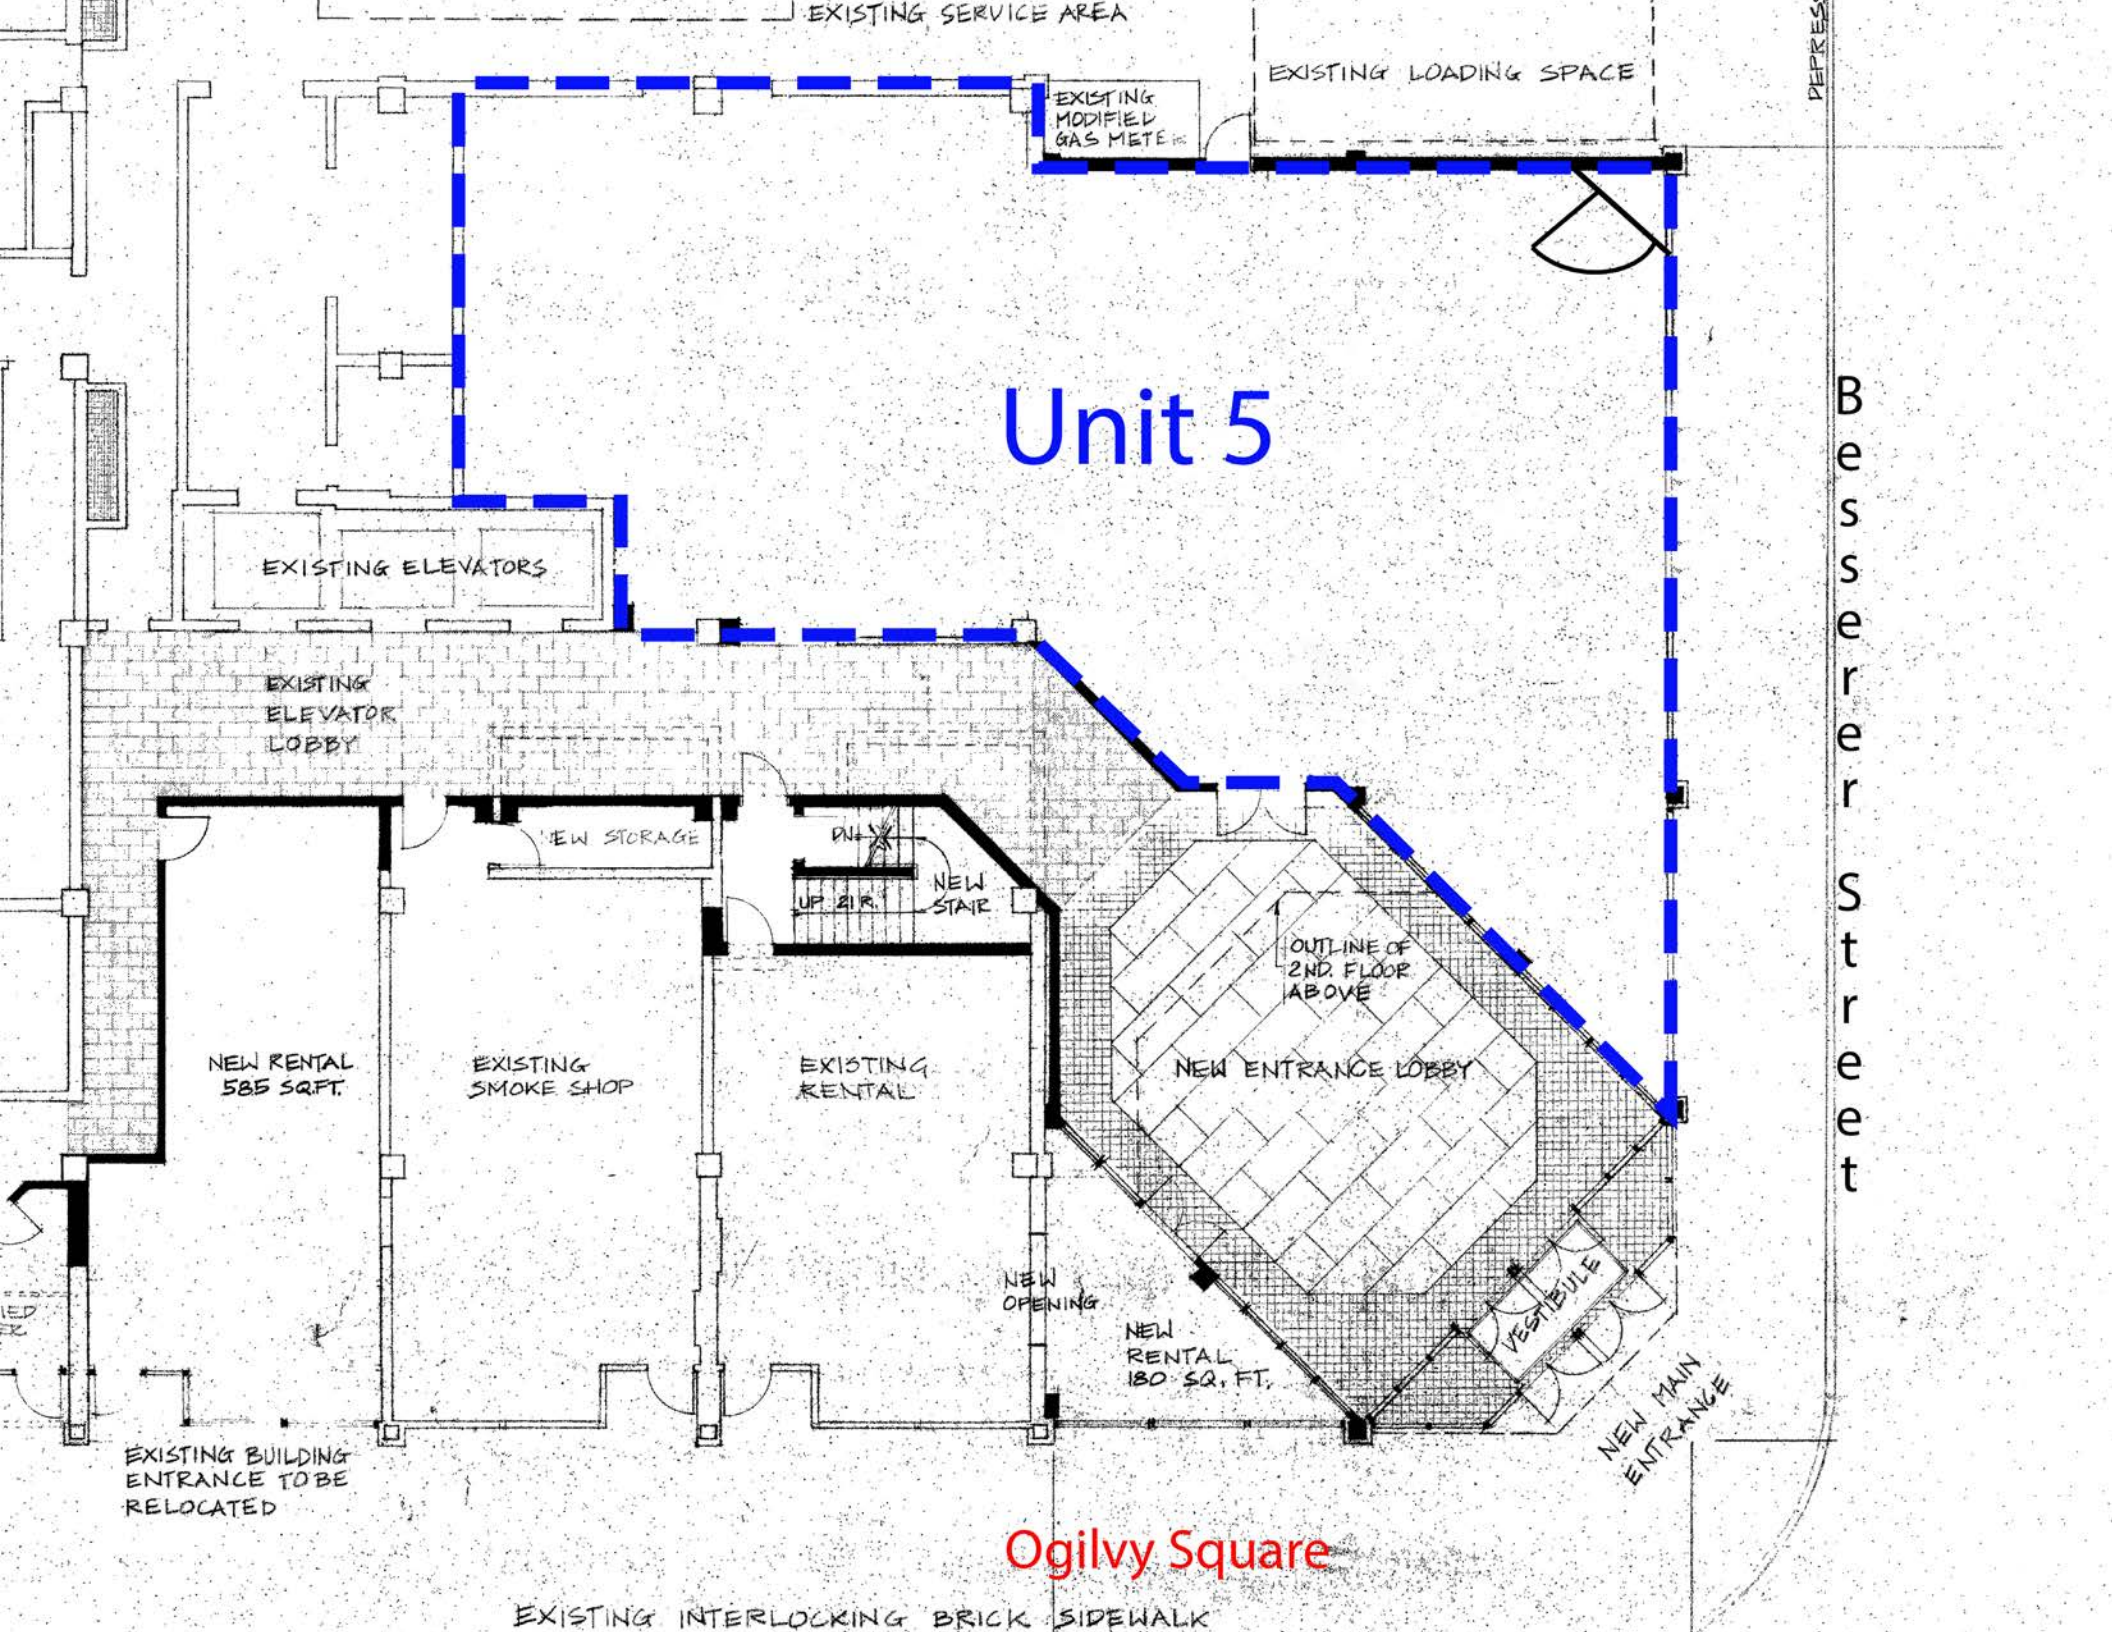 EXISTING SERVICE AREA
EXISTING LOADING SPACE
DEPRESS
EXISTING
MODIFIED
GAS METE
Unit 5
Besserer Street
EXISTING ELEVATORS
EXISTING
ELEVATOR
LOBBY
EW STORAGE
DN
UP 21 R.
NEW
STAIR
OUTLINE OF
2ND. FLOOR
ABOVE
NEW RENTAL
585 SQ.FT.
EXISTING
SMOKE SHOP
EXISTING
RENTAL
NEW ENTRANCE LOBBY
NEW
OPENING
VESTIBULE
NEW
RENTAL
180 SQ. FT.
NEW MAIN
ENTRANCE
EXISTING BUILDING
ENTRANCE TO BE
RELOCATED
Ogilvy Square
EXISTING INTERLOCKING BRICK SIDEWALK